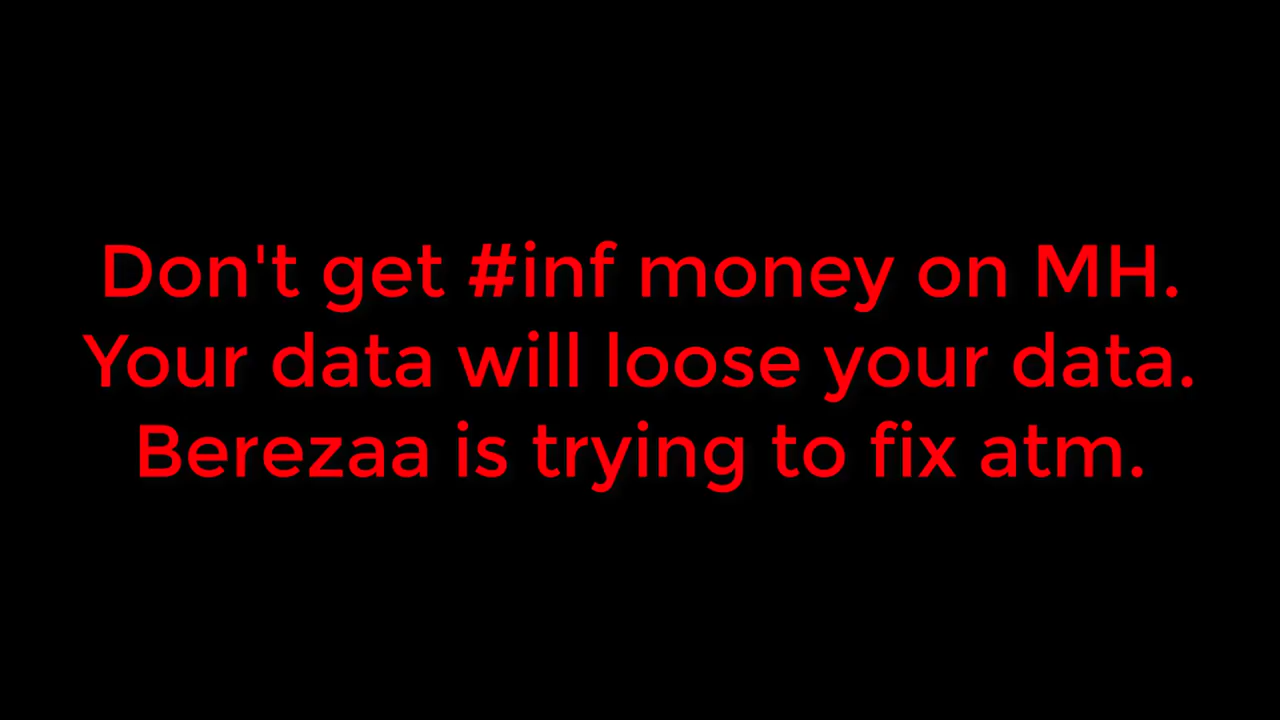 Don't get #inf money on MH.
Your data will loose your data.
Berezaa is trying to fix atm.